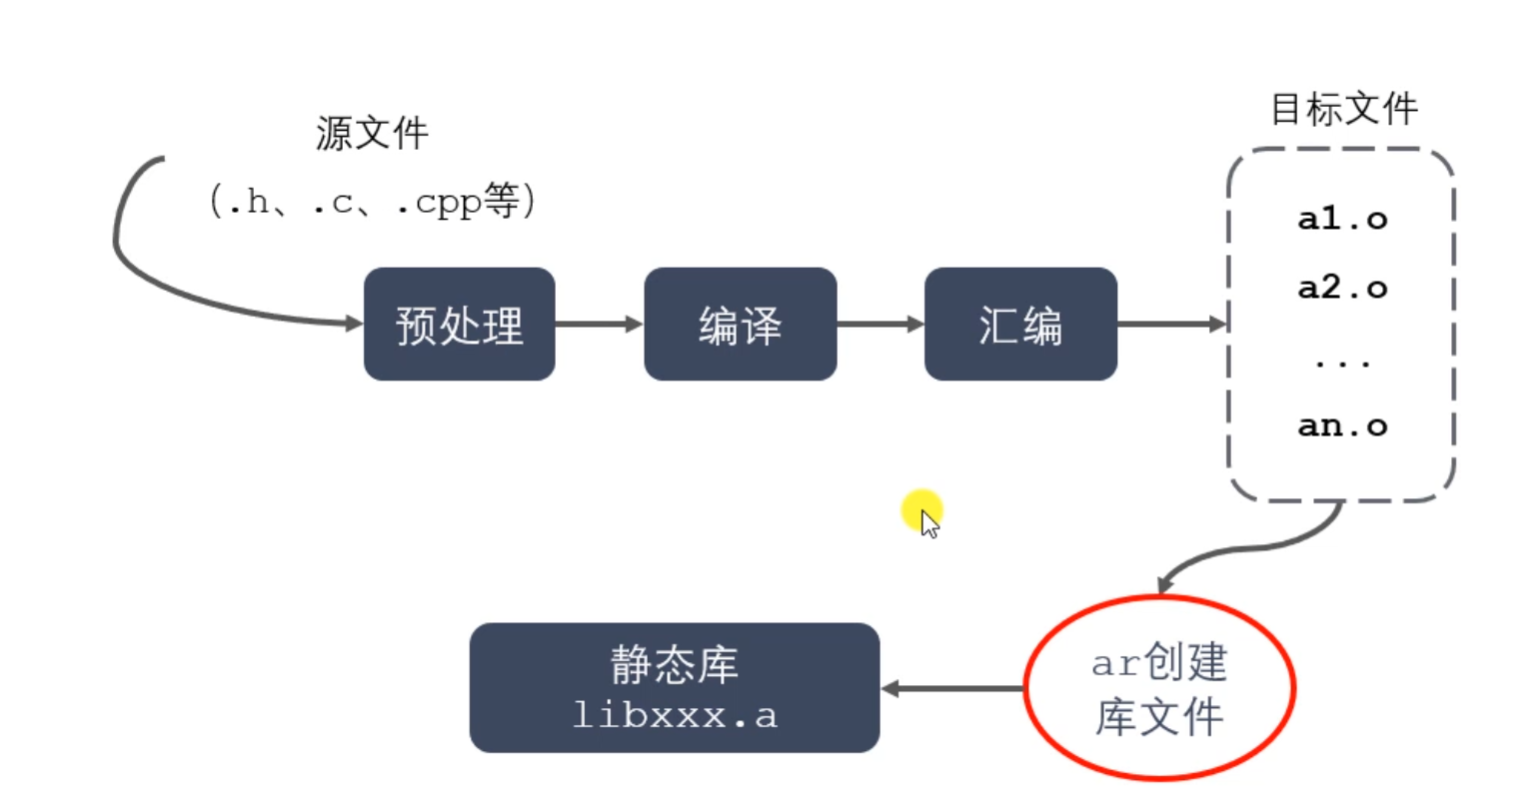 源文件
（.h、.c、.cpp等）
预处理
编译
汇编
目标文件
a1.o
a2.o
...
an.o
ar创建
库文件
静态库
libxxx.a